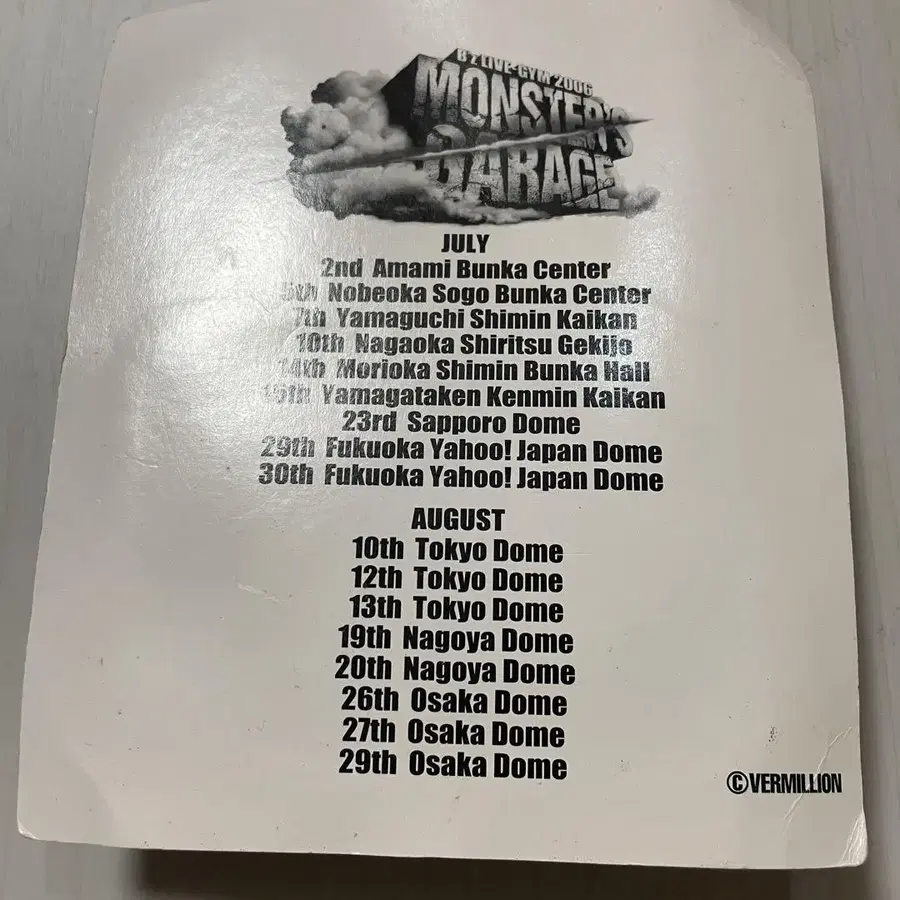 B'z LIVE-GYM 2006
MONSTER'S
GARAGE
JULY
2nd Amami Bunka Center
5th Nobeoka Sogo Bunka Center
7th Yamaguchi Shimin Kaikan
10th Nagaoka Shiritsu Gekijo
14th Morioka Shimin Bunka Hall
Yamagataken Kenmin Kaikan
23rd Sapporo Dome
29th Fukuoka Yahoo! Japan Dome
30th Fukuoka Yahoo! Japan Dome
AUGUST
10th Tokyo Dome
12th Tokyo Dome
13th Tokyo Dome
19th Nagoya Dome
20th Nagoya Dome
26th Osaka Dome
27th Osaka Dome
29th Osaka Dome
©VERMILLION